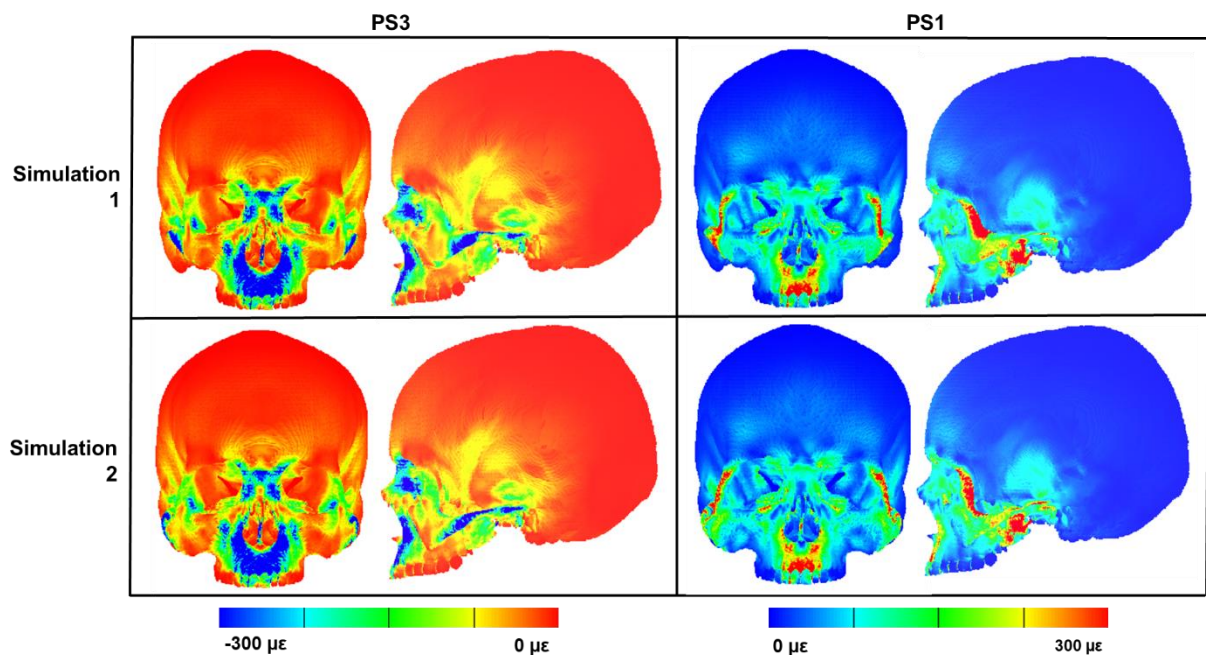 PS3
PS1
Simulation
1
Simulation
2
-300 µε
0 µε
0 µε
300 µε